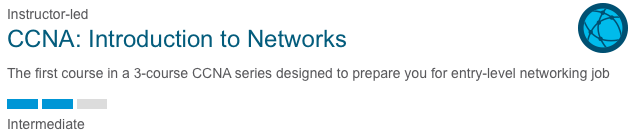 Instructor-led
CCNA: Introduction to Networks
The first course in a 3-course CCNA series designed to prepare you for entry-level networking job
Intermediate